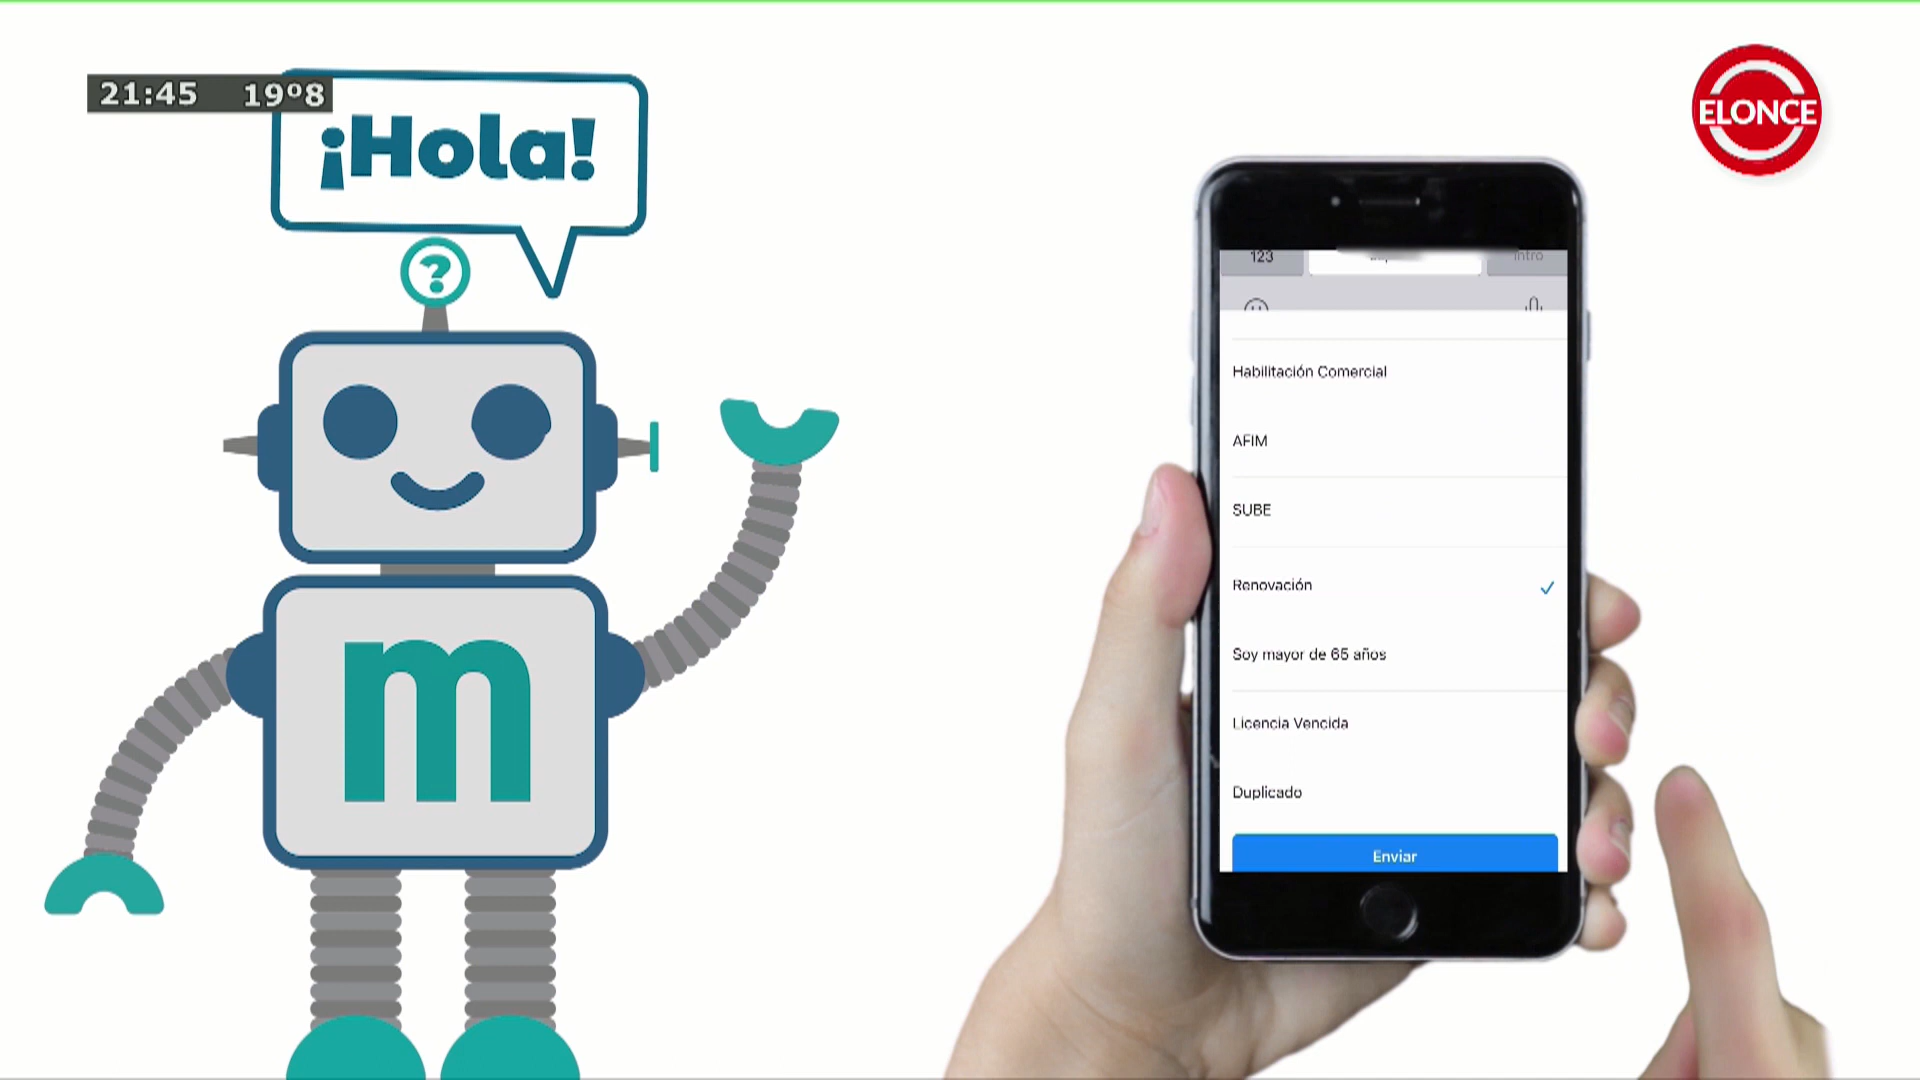 21:45 19º8
¡Hola!
?
m
ELONCE
123
intro
Habilitación Comercial
AFIM
SUBE
Renovación
Soy mayor de 65 años
Licencia Vencida
Duplicado
Enviar